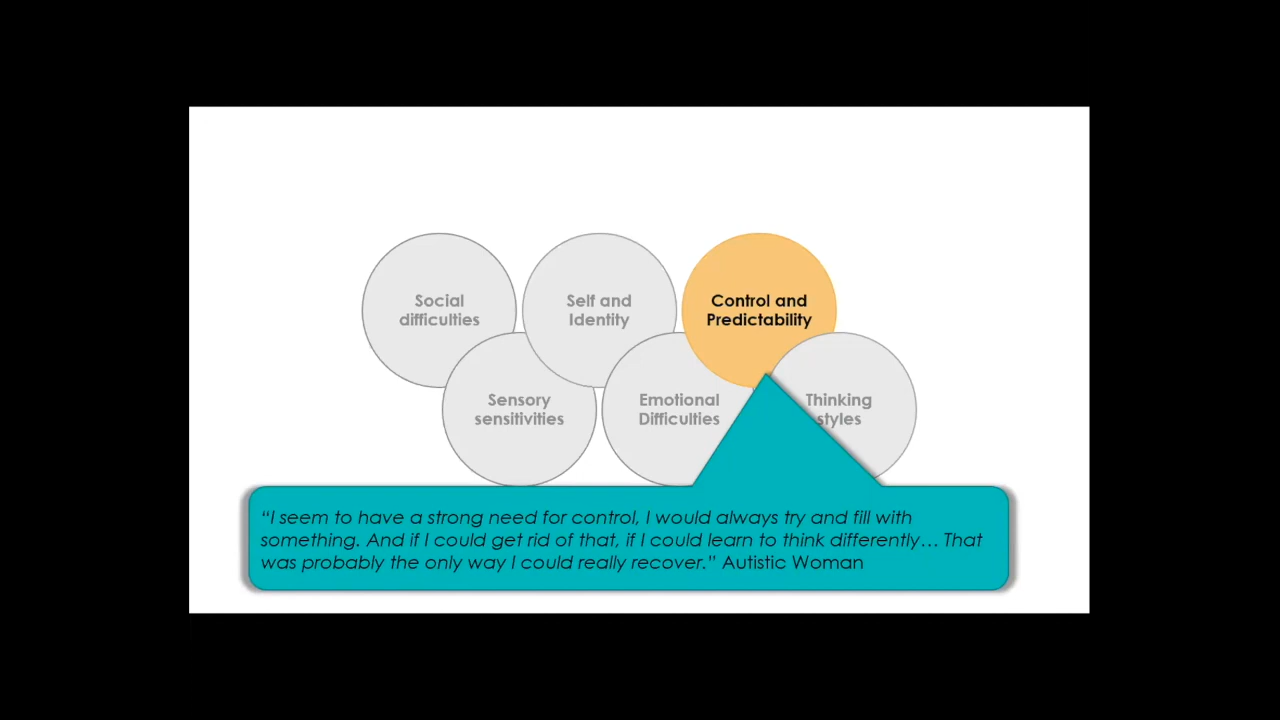 Social
difficulties
Self and
Identity
Control and
Predictability
Sensory
sensitivities
Emotional
Difficulties
Thinking
styles
“I seem to have a strong need for control, I would always try and fill with
something. And if I could get rid of that, if I could learn to think differently… That
was probably the only way I could really recover.” Autistic Woman